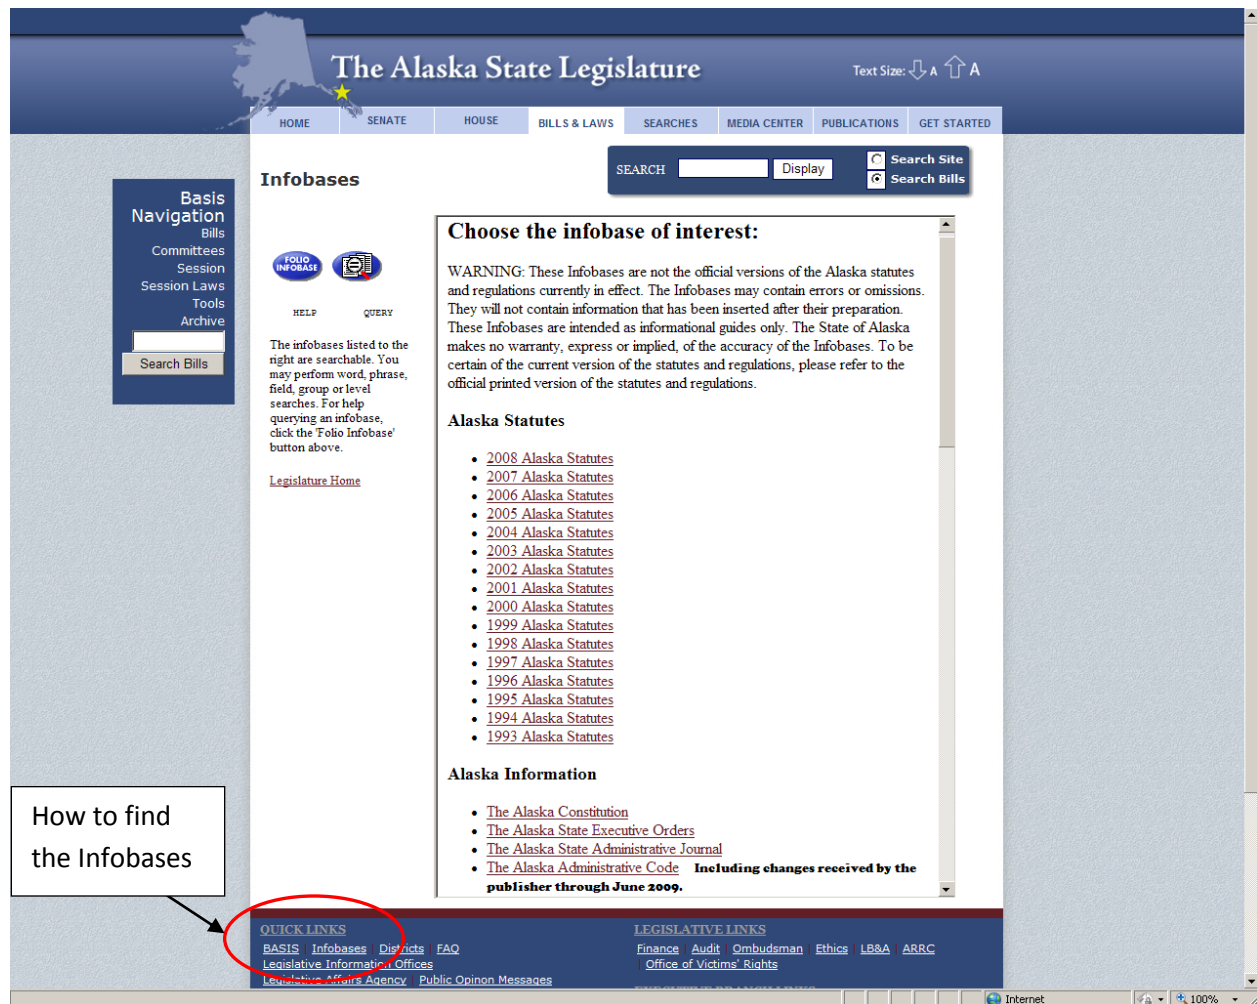 The Alaska State Legislature
Text Size: A A
HOME SENATE HOUSE BILLS & LAWS SEARCHES MEDIA CENTER PUBLICATIONS GET STARTED
SEARCH Display Search Site
Search Bills
Infobases
Basis
Navigation
Bills
Committees
Session
Session Laws
Tools
Archive
Search Bills
FOLIO
INFOBASE
HELP QUERY
The infobases listed to the
right are searchable. You
may perform word, phrase,
field, group or level
searches. For help
querying an infobase,
click the 'Folio Infobase'
button above.
Legislature Home
Choose the infobase of interest:
WARNING: These Infobases are not the official versions of the Alaska statutes
and regulations currently in effect. The Infobases may contain errors or omissions.
They will not contain information that has been inserted after their preparation.
These Infobases are intended as informational guides only. The State of Alaska
makes no warranty, express or implied, of the accuracy of the Infobases. To be
certain of the current version of the statutes and regulations, please refer to the
official printed version of the statutes and regulations.
Alaska Statutes
• 2008 Alaska Statutes
• 2007 Alaska Statutes
• 2006 Alaska Statutes
• 2005 Alaska Statutes
• 2004 Alaska Statutes
• 2003 Alaska Statutes
• 2002 Alaska Statutes
• 2001 Alaska Statutes
• 2000 Alaska Statutes
• 1999 Alaska Statutes
• 1998 Alaska Statutes
• 1997 Alaska Statutes
• 1996 Alaska Statutes
• 1995 Alaska Statutes
• 1994 Alaska Statutes
• 1993 Alaska Statutes
Alaska Information
• The Alaska Constitution
• The Alaska State Executive Orders
• The Alaska State Administrative Journal
• The Alaska Administrative Code Including changes received by the
publisher through June 2009.
How to find
the Infobases
QUICK LINKS
BASIS | Infobases | Districts | FAQ
Legislative Information Offices
Legislative Affairs Agency | Public Opinon Messages
LEGISLATIVE LINKS
Finance | Audit | Ombudsman | Ethics | LB&A | ARRC
| Office of Victims' Rights
EXECUTIVE BRANCH LINKS
Internet 100%